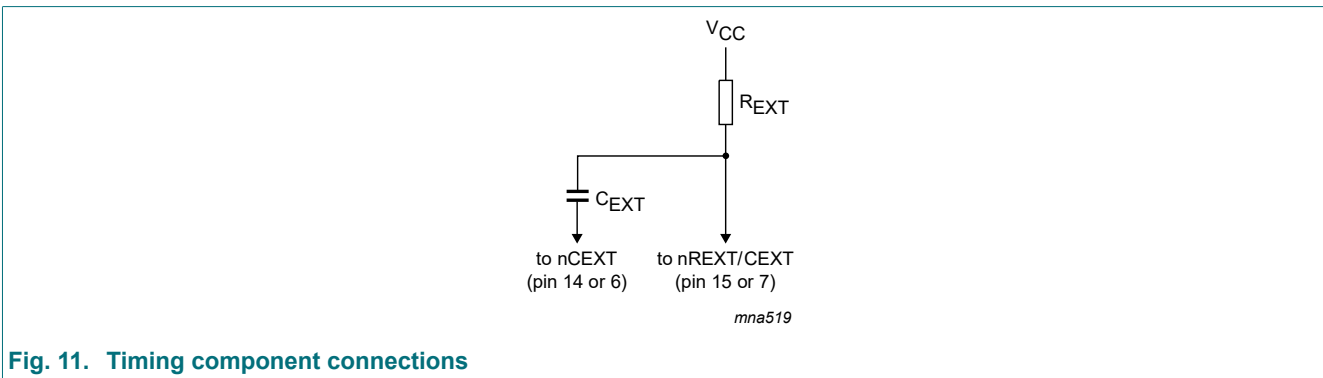 VCC
REXT
CEXT
to nCEXT
(pin 14 or 6)
to nREXT/CEXT
(pin 15 or 7)
mna519
Fig. 11. Timing component connections